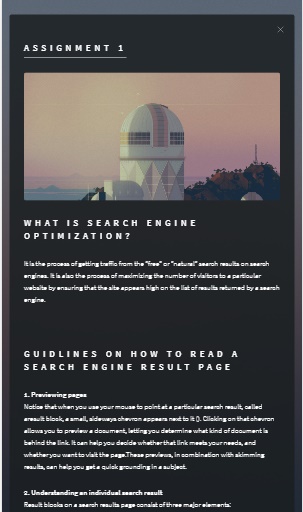 ASSIGNMENT 1
WHAT IS SEARCH ENGINE
OPTIMIZATION?
It is the process of getting traffic from the "free" or "natural" search results on search
engines. It is also the process of maximizing the number of visitors to a particular
website by ensuring that the site appears high on the list of results returned by a search
engine.
GUIDLINES ON HOW TO READ A
SEARCH ENGINE RESULT PAGE
1. Previewing pages
Notice that when you use your mouse to point at a particular search result, called
aresult block, a small, sideways chevron appears next to it (). Clicking on that chevron
allows you to preview a document, letting you determine what kind of document is
behind the link. It can help you decide whether that link meets your needs, and
whether you want to visit the page.These previews, in combination with skimming
results, can help you get a quick grounding in a subject.
2. Understanding an individual search result
Result blocks on a search results page consist of three major elements: